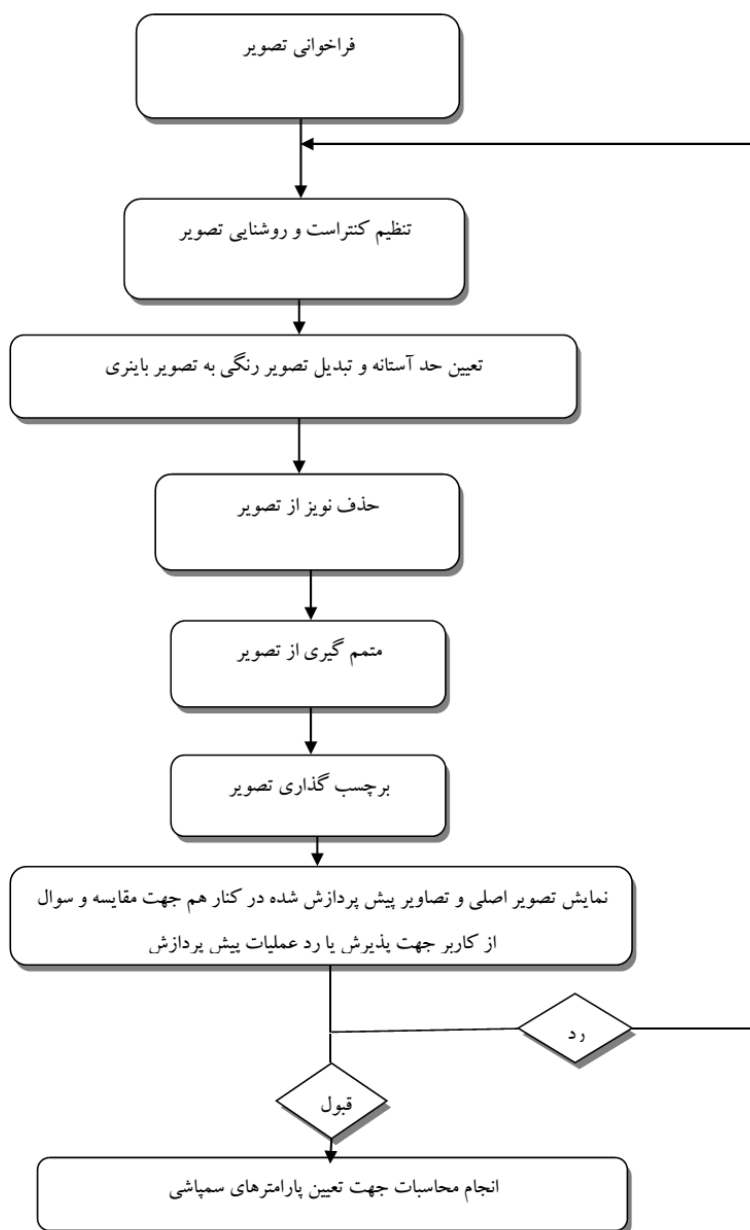 فراخوانی تصویر
تنظیم کنتراست و روشنایی تصویر
تعیین حد آستانه و تبدیل تصویر رنگی به تصویر باینری
حذف نویز از تصویر
متمم گیری از تصویر
برچسب گذاری تصویر
نمایش تصویر اصلی و تصاویر پیش پردازش شده در کنار هم جهت مقایسه و سوال
از کاربر جهت پذیرش یا رد عملیات پیش پردازش
رد
قبول
انجام محاسبات جهت تعیین پارامترهای سمپاشی